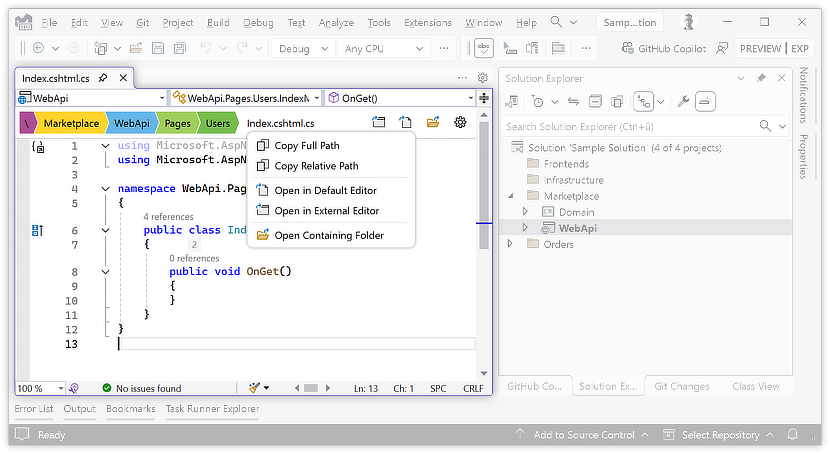 File Edit View Git Project Build Debug Test Analyze Tools Extensions Window Help Samp...tion
Debug Any CPU abc GitHub Copilot PREVIEW | EXP
Index.cshtml.cs
WebApi WebApi.Pages.Users.IndexM OnGet()
\ Marketplace WebApi Pages Users Index.cshtml.cs
Copy Full Path
Copy Relative Path
Open in Default Editor
Open in External Editor
Open Containing Folder
1 using Microsoft.AspN
2 using Microsoft.AspN
3
4 namespace WebApi.Pag
5 {
4 references
6 public class Ind
7 { 2
0 references
8 public void OnGet()
9 {
10 }
11 }
12 }
13
100 % No issues found Ln: 13 Ch: 1 SPC CRLF
Solution Explorer
Search Solution Explorer (Ctrl+ů)
Solution 'Sample Solution' (4 of 4 projects)
Frontends
Infrastructure
Marketplace
C# Domain
WebApi
Orders
GitHub Co... Solution Ex... Git Changes Class View
Notifications
Properties
Error List Output Bookmarks Task Runner Explorer
Ready Add to Source Control Select Repository